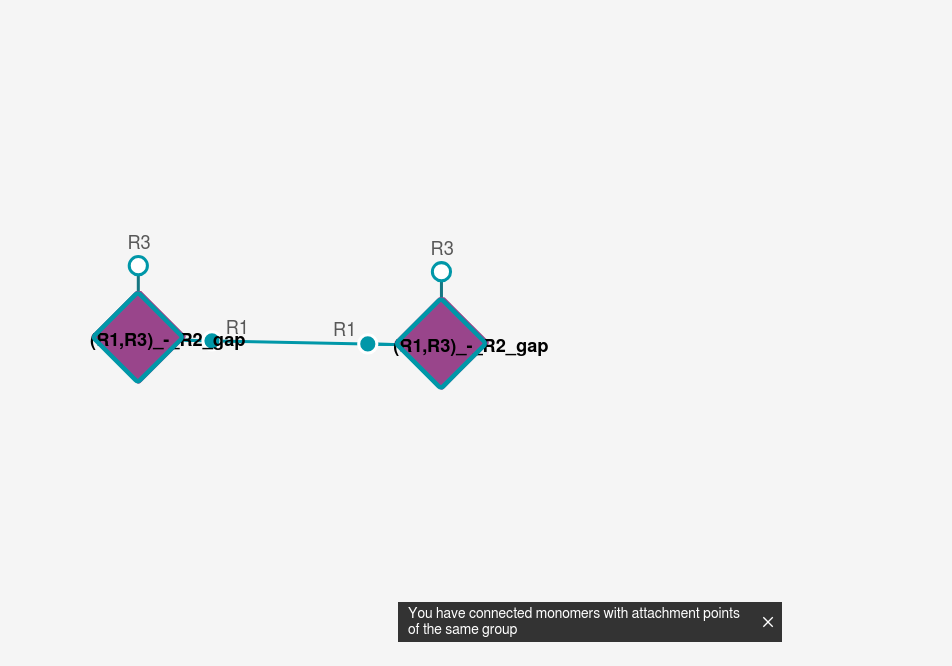 R3
R3
R1
R1
(R1,R3)_-_R2_gap
(R1,R3)_-_R2_gap
You have connected monomers with attachment points
of the same group